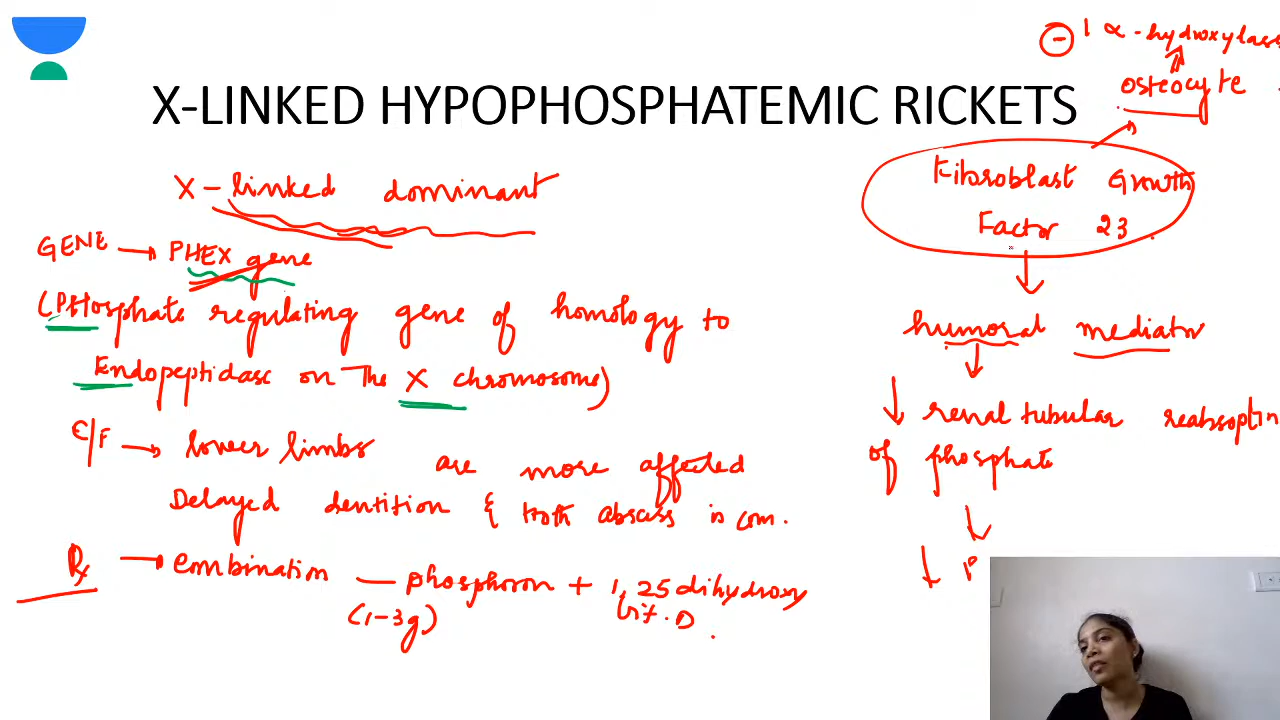 X-LINKED HYPOPHOSPHATEMIC RICKETS
X-linked dominant
GENE → PHEX gene
(PHosphate regulating gene of homology to
Endopeptidase on The X chromosome)
C/F → lower limbs are more affected
Delayed dentition & tooth abscess is com.
Rx → combination — phosphoron + 1,25 dihydroxy
(1-3g) Vit. D
⊖ 1 α-hydroxylase
⇑
osteocyte
Fibroblast Growth
Factor 23
↓
humoral mediator
↓
↓ renal tubular reabsoptin
of phosphate
↓
↓ P